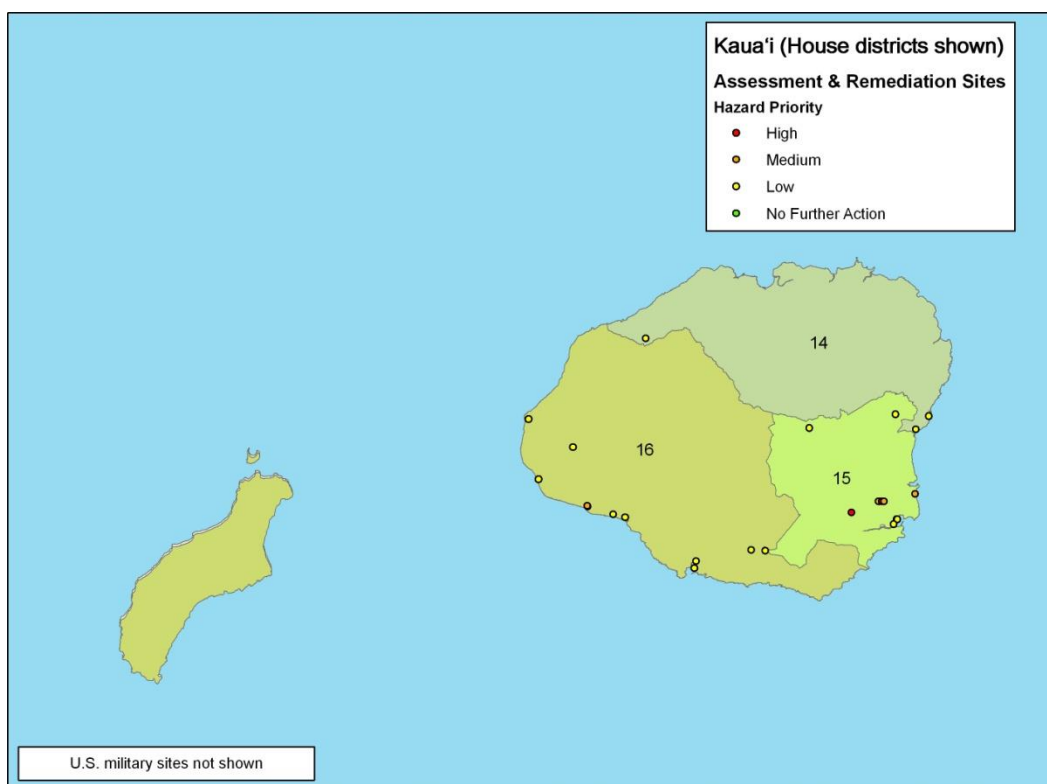 Kaua‘i (House districts shown)
Assessment & Remediation Sites
Hazard Priority
High
Medium
Low
No Further Action
14
16
15
U.S. military sites not shown